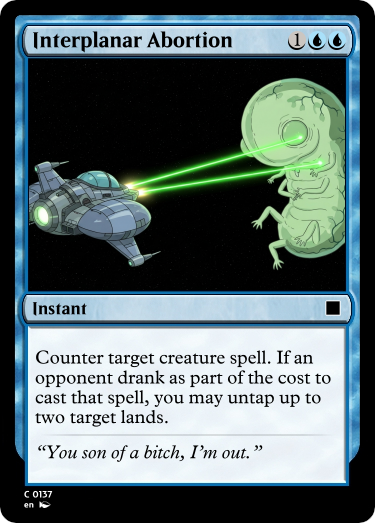 Interplanar Abortion 1
Instant
Counter target creature spell. If an
opponent drank as part of the cost to
cast that spell, you may untap up to
two target lands.
“You son of a bitch, I’m out.”
C 0137
en